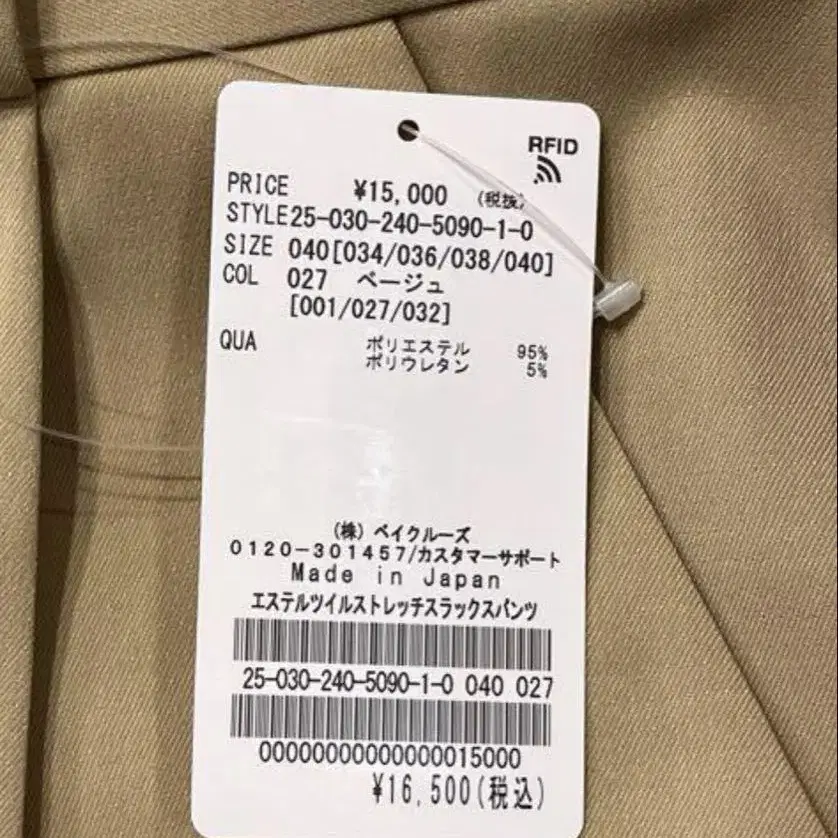 RFID
PRICE ¥15,000 (税抜)
STYLE25-030-240-5090-1-0
SIZE 040[034/036/038/040]
COL 027 ベージュ
[001/027/032]
QUA ポリエステル 95%
ポリウレタン 5%
(株) ベイクルーズ
0120-301457/カスタマーサポート
Made in Japan
エステルツイルストレッチスラックスパンツ
25-030-240-5090-1-0 040 027
00000000000000015000
¥16,500(税込)